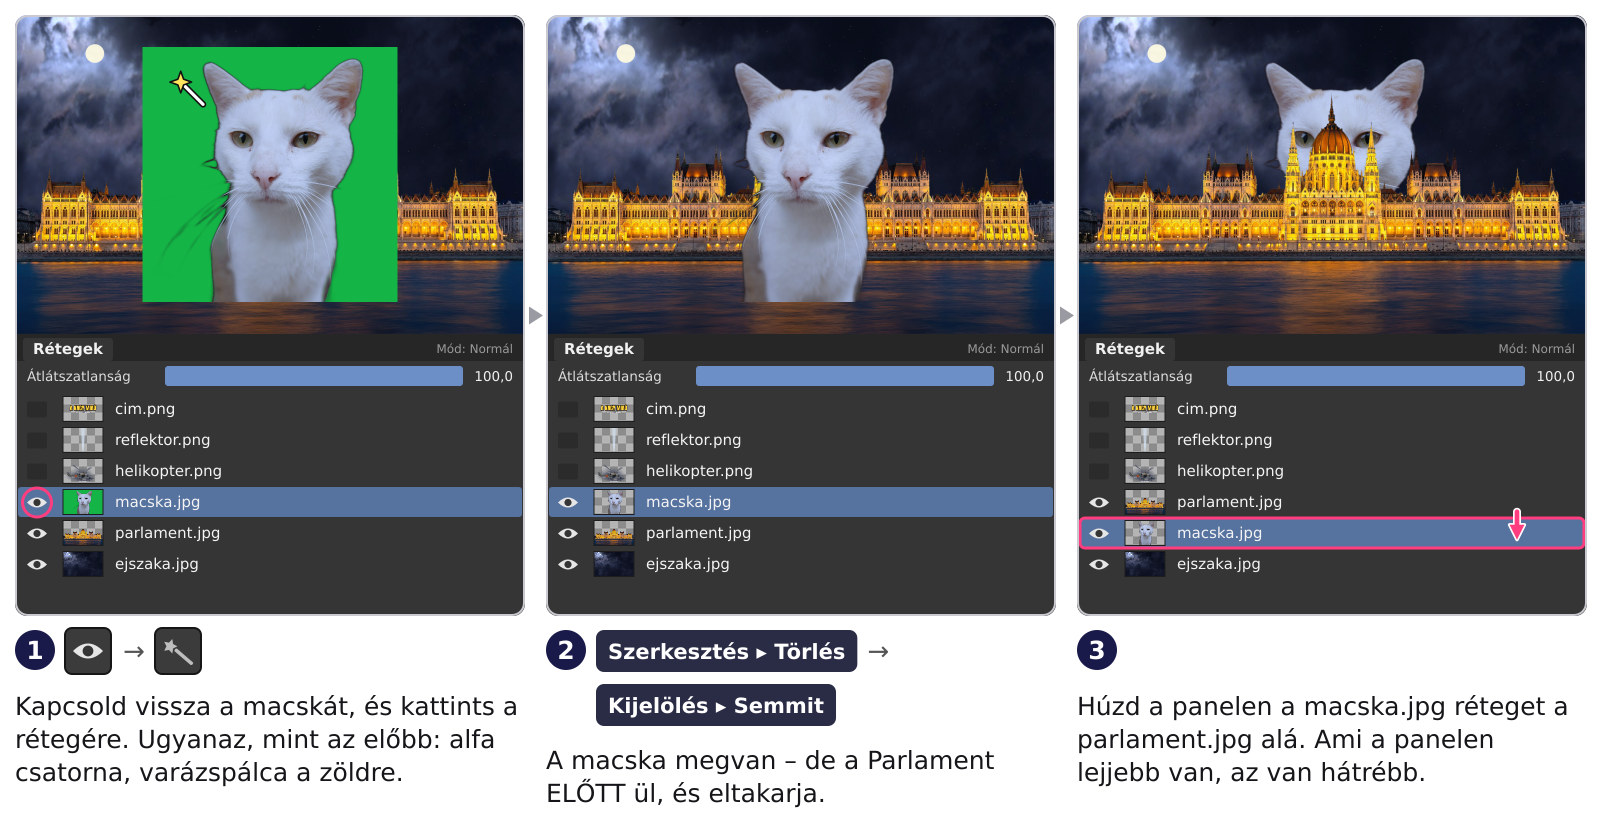 Rétegek
Mód: Normál
Átlátszatlanság
100,0
cim.png
reflektor.png
helikopter.png
macska.jpg
parlament.jpg
ejszaka.jpg
1 →
Kapcsold vissza a macskát, és kattints a
rétegére. Ugyanaz, mint az előbb: alfa
csatorna, varázspálca a zöldre.
Rétegek
Mód: Normál
Átlátszatlanság
100,0
cim.png
reflektor.png
helikopter.png
macska.jpg
parlament.jpg
ejszaka.jpg
2 Szerkesztés ▸ Törlés →
Kijelölés ▸ Semmit
A macska megvan – de a Parlament
ELŐTT ül, és eltakarja.
Rétegek
Mód: Normál
Átlátszatlanság
100,0
cim.png
reflektor.png
helikopter.png
parlament.jpg
macska.jpg
ejszaka.jpg
3
Húzd a panelen a macska.jpg réteget a
parlament.jpg alá. Ami a panelen
lejjebb van, az van hátrébb.